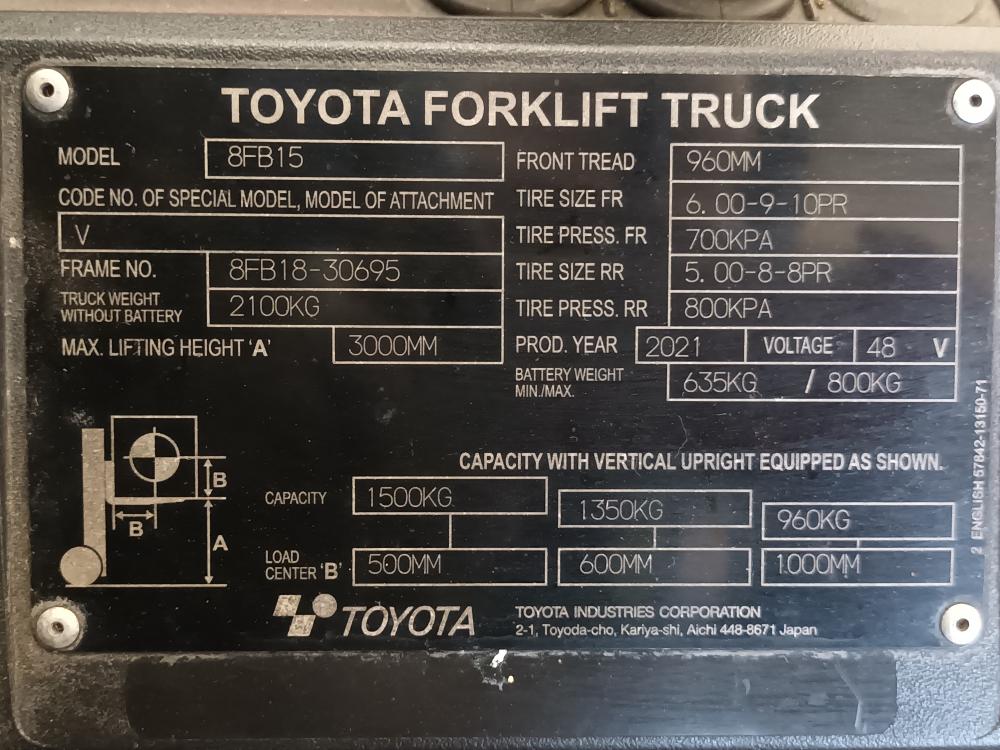 TOYOTA FORKLIFT TRUCK
MODEL 8FB15
CODE NO. OF SPECIAL MODEL, MODEL OF ATTACHMENT
V
FRAME NO. 8FB18-30695
TRUCK WEIGHT
WITHOUT BATTERY 2100KG
MAX. LIFTING HEIGHT 'A' 3000MM
FRONT TREAD 960MM
TIRE SIZE FR 6.00-9-10PR
TIRE PRESS. FR 700KPA
TIRE SIZE RR 5.00-8-8PR
TIRE PRESS. RR 800KPA
PROD. YEAR 2021 VOLTAGE 48 V
BATTERY WEIGHT
MIN./MAX. 635KG / 800KG
B
B
A
CAPACITY WITH VERTICAL UPRIGHT EQUIPPED AS SHOWN.
CAPACITY 1500KG 1350KG 960KG
LOAD
CENTER 'B' 500MM 600MM 1000MM
TOYOTA
TOYOTA INDUSTRIES CORPORATION
2-1, Toyoda-cho, Kariya-shi, Aichi 448-8671 Japan
2 ENGLISH 57842-13150-71